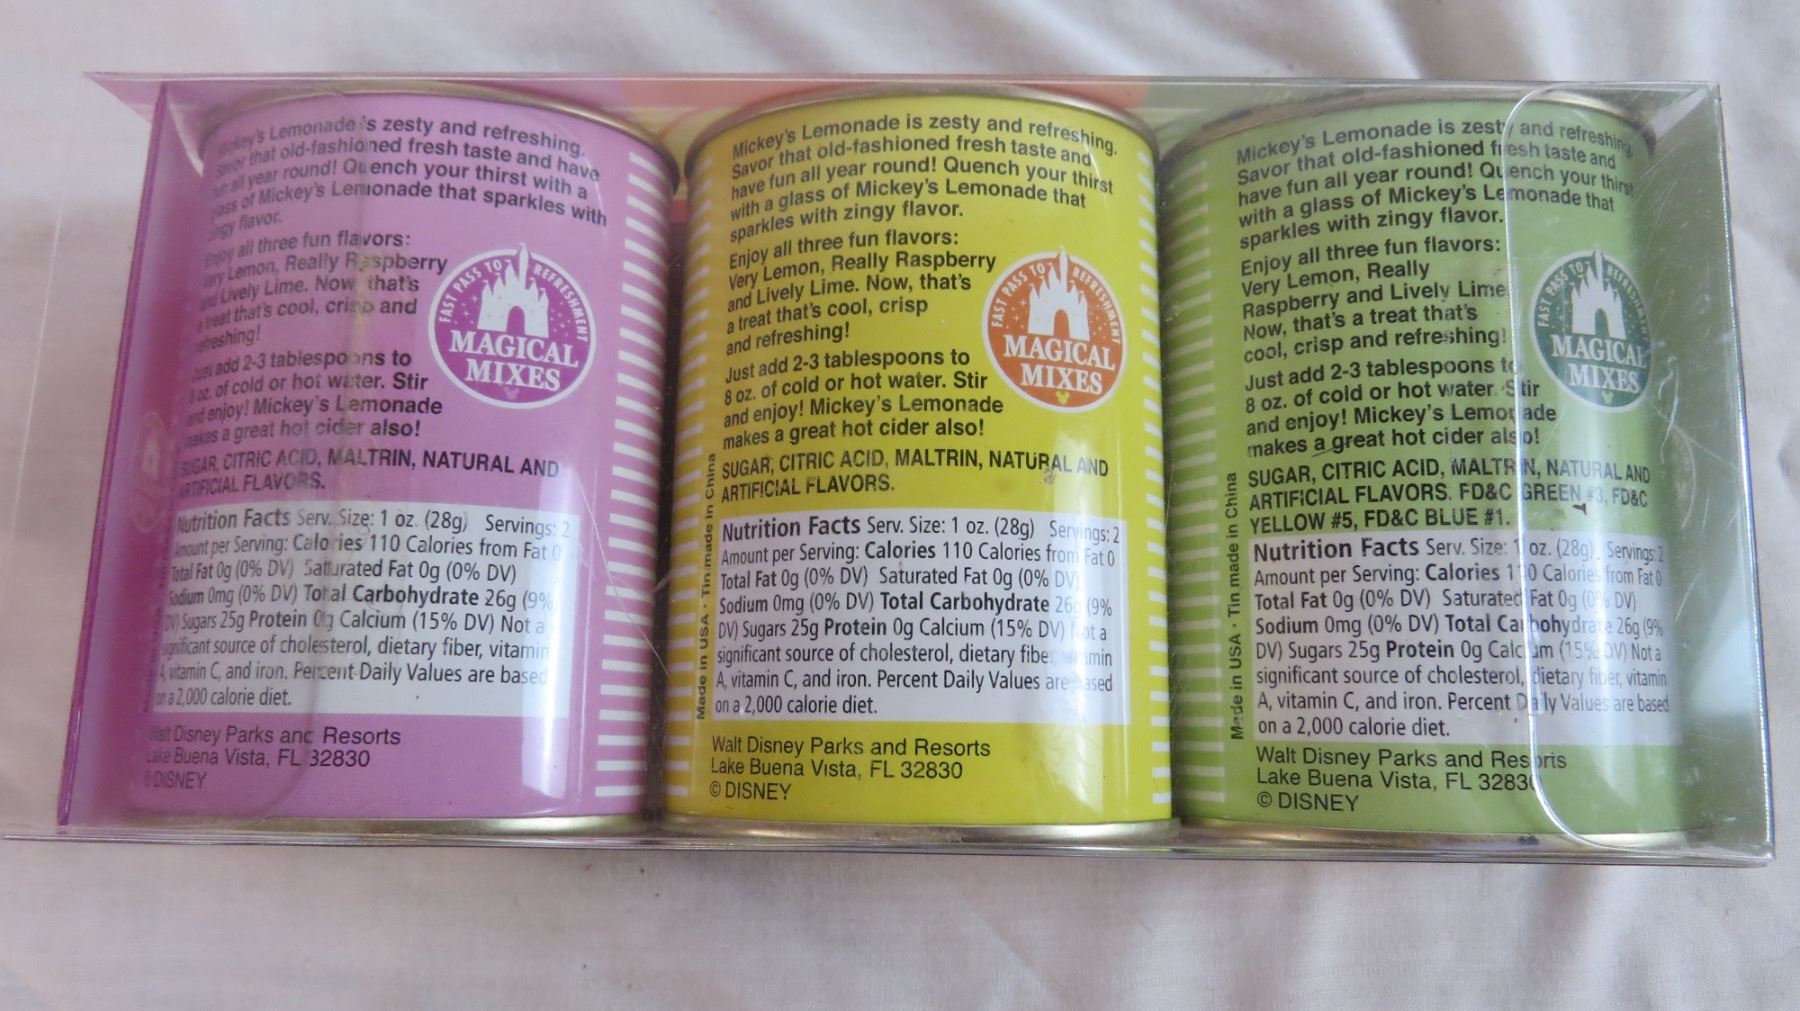 Mickey's Lemonade is zesty and refreshing.
Savor that old-fashioned fresh taste and have
fun all year round! Quench your thirst with a
glass of Mickey's Lemonade that sparkles with
zingy flavor.
Enjoy all three fun flavors:
Very Lemon, Really Raspberry
and Lively Lime. Now, that's
a treat that's cool, crisp and
refreshing!
Just add 2-3 tablespoons to
8 oz. of cold or hot water. Stir
and enjoy! Mickey's Lemonade
makes a great hot cider also!
SUGAR, CITRIC ACID, MALTRIN, NATURAL AND
ARTIFICIAL FLAVORS.
Nutrition Facts Serv. Size: 1 oz. (28g) Servings: 2
Amount per Serving: Calories 110 Calories from Fat 0
Total Fat 0g (0% DV) Saturated Fat 0g (0% DV)
Sodium 0mg (0% DV) Total Carbohydrate 26g (9%
DV) Sugars 25g Protein 0g Calcium (15% DV) Not a
significant source of cholesterol, dietary fiber, vitamin
A, vitamin C, and iron. Percent Daily Values are based
on a 2,000 calorie diet.
Walt Disney Parks and Resorts
Lake Buena Vista, FL 32830
© DISNEY
FAST PASS TO REFRESHMENT
MAGICAL
MIXES
Mickey's Lemonade is zesty and refreshing.
Savor that old-fashioned fresh taste and
have fun all year round! Quench your thirst
with a glass of Mickey's Lemonade that
sparkles with zingy flavor.
Enjoy all three fun flavors:
Very Lemon, Really Raspberry
and Lively Lime. Now, that's
a treat that's cool, crisp
and refreshing!
Just add 2-3 tablespoons to
8 oz. of cold or hot water. Stir
and enjoy! Mickey's Lemonade
makes a great hot cider also!
SUGAR, CITRIC ACID, MALTRIN, NATURAL AND
ARTIFICIAL FLAVORS.
Nutrition Facts Serv. Size: 1 oz. (28g) Servings: 2
Amount per Serving: Calories 110 Calories from Fat 0
Total Fat 0g (0% DV) Saturated Fat 0g (0% DV)
Sodium 0mg (0% DV) Total Carbohydrate 26g (9%
DV) Sugars 25g Protein 0g Calcium (15% DV) Not a
significant source of cholesterol, dietary fiber, vitamin
A, vitamin C, and iron. Percent Daily Values are based
on a 2,000 calorie diet.
Walt Disney Parks and Resorts
Lake Buena Vista, FL 32830
© DISNEY
Made in USA • Tin made in China
FAST PASS TO REFRESHMENT
MAGICAL
MIXES
Mickey's Lemonade is zesty and refreshing.
Savor that old-fashioned fresh taste and
have fun all year round! Quench your thirst
with a glass of Mickey's Lemonade that
sparkles with zingy flavor.
Enjoy all three fun flavors:
Very Lemon, Really
Raspberry and Lively Lime.
Now, that's a treat that's
cool, crisp and refreshing!
Just add 2-3 tablespoons to
8 oz. of cold or hot water. Stir
and enjoy! Mickey's Lemonade
makes a great hot cider also!
SUGAR, CITRIC ACID, MALTRIN, NATURAL AND
ARTIFICIAL FLAVORS. FD&C GREEN #3, FD&C
YELLOW #5, FD&C BLUE #1.
Nutrition Facts Serv. Size: 1 oz. (28g) Servings: 2
Amount per Serving: Calories 110 Calories from Fat 0
Total Fat 0g (0% DV) Saturated Fat 0g (0% DV)
Sodium 0mg (0% DV) Total Carbohydrate 26g (9%
DV) Sugars 25g Protein 0g Calcium (15% DV) Not a
significant source of cholesterol, dietary fiber, vitamin
A, vitamin C, and iron. Percent Daily Values are based
on a 2,000 calorie diet.
Walt Disney Parks and Resorts
Lake Buena Vista, FL 32830
© DISNEY
Made in USA • Tin made in China
FAST PASS TO REFRESHMENT
MAGICAL
MIXES